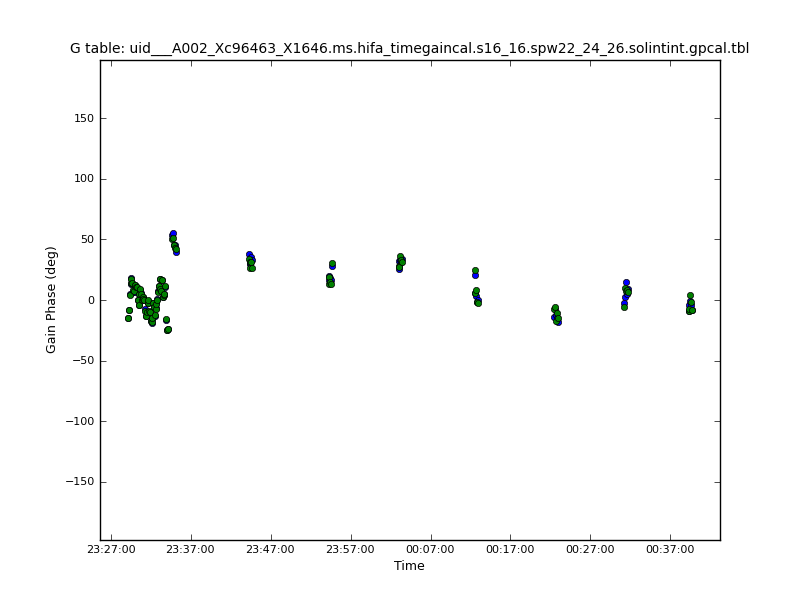 G table: uid___A002_Xc96463_X1646.ms.hifa_timegaincal.s16_16.spw22_24_26.solintint.gpcal.tbl
150
100
50
0
−50
−100
−150
Gain Phase (deg)
23:27:00 23:37:00 23:47:00 23:57:00 00:07:00 00:17:00 00:27:00 00:37:00
Time